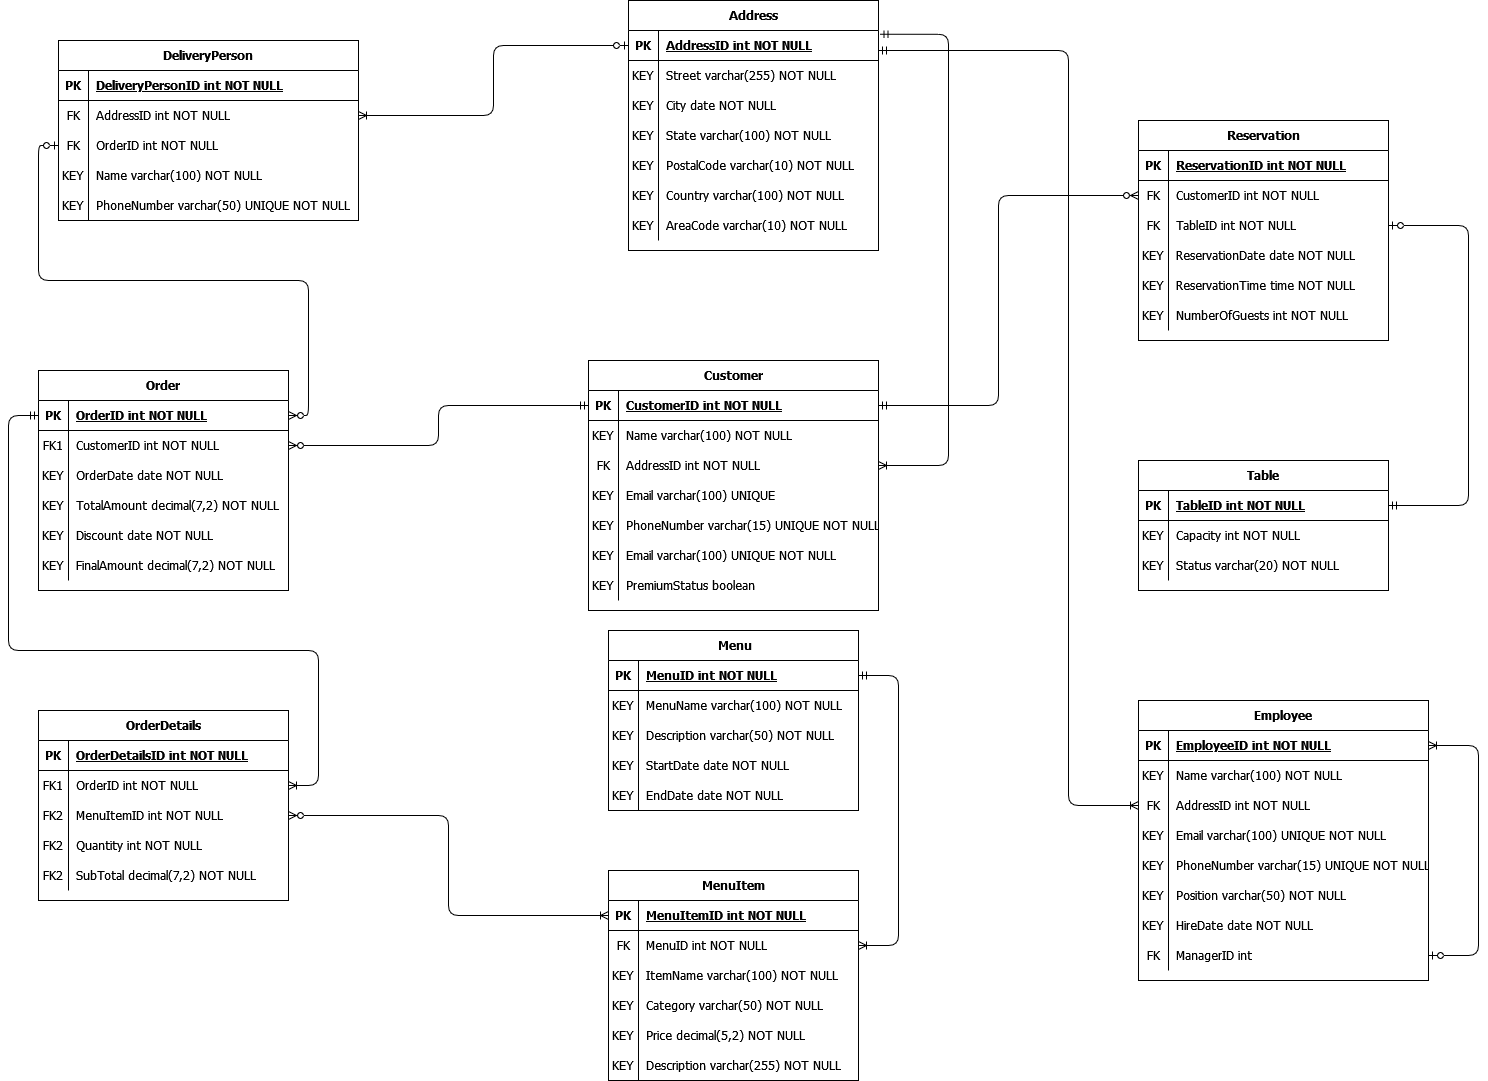 Address
PK AddressID int NOT NULL
KEY Street varchar(255) NOT NULL
KEY City date NOT NULL
KEY State varchar(100) NOT NULL
KEY PostalCode varchar(10) NOT NULL
KEY Country varchar(100) NOT NULL
KEY AreaCode varchar(10) NOT NULL
DeliveryPerson
PK DeliveryPersonID int NOT NULL
FK AddressID int NOT NULL
FK OrderID int NOT NULL
KEY Name varchar(100) NOT NULL
KEY PhoneNumber varchar(50) UNIQUE NOT NULL
Reservation
PK ReservationID int NOT NULL
FK CustomerID int NOT NULL
FK TableID int NOT NULL
KEY ReservationDate date NOT NULL
KEY ReservationTime time NOT NULL
KEY NumberOfGuests int NOT NULL
Order
PK OrderID int NOT NULL
FK1 CustomerID int NOT NULL
KEY OrderDate date NOT NULL
KEY TotalAmount decimal(7,2) NOT NULL
KEY Discount date NOT NULL
KEY FinalAmount decimal(7,2) NOT NULL
Customer
PK CustomerID int NOT NULL
KEY Name varchar(100) NOT NULL
FK AddressID int NOT NULL
KEY Email varchar(100) UNIQUE
KEY PhoneNumber varchar(15) UNIQUE NOT NULL
KEY Email varchar(100) UNIQUE NOT NULL
KEY PremiumStatus boolean
Table
PK TableID int NOT NULL
KEY Capacity int NOT NULL
KEY Status varchar(20) NOT NULL
Menu
PK MenuID int NOT NULL
KEY MenuName varchar(100) NOT NULL
KEY Description varchar(50) NOT NULL
KEY StartDate date NOT NULL
KEY EndDate date NOT NULL
Employee
PK EmployeeID int NOT NULL
KEY Name varchar(100) NOT NULL
FK AddressID int NOT NULL
KEY Email varchar(100) UNIQUE NOT NULL
KEY PhoneNumber varchar(15) UNIQUE NOT NULL
KEY Position varchar(50) NOT NULL
KEY HireDate date NOT NULL
FK ManagerID int
OrderDetails
PK OrderDetailsID int NOT NULL
FK1 OrderID int NOT NULL
FK2 MenuItemID int NOT NULL
FK2 Quantity int NOT NULL
FK2 SubTotal decimal(7,2) NOT NULL
MenuItem
PK MenuItemID int NOT NULL
FK MenuID int NOT NULL
KEY ItemName varchar(100) NOT NULL
KEY Category varchar(50) NOT NULL
KEY Price decimal(5,2) NOT NULL
KEY Description varchar(255) NOT NULL